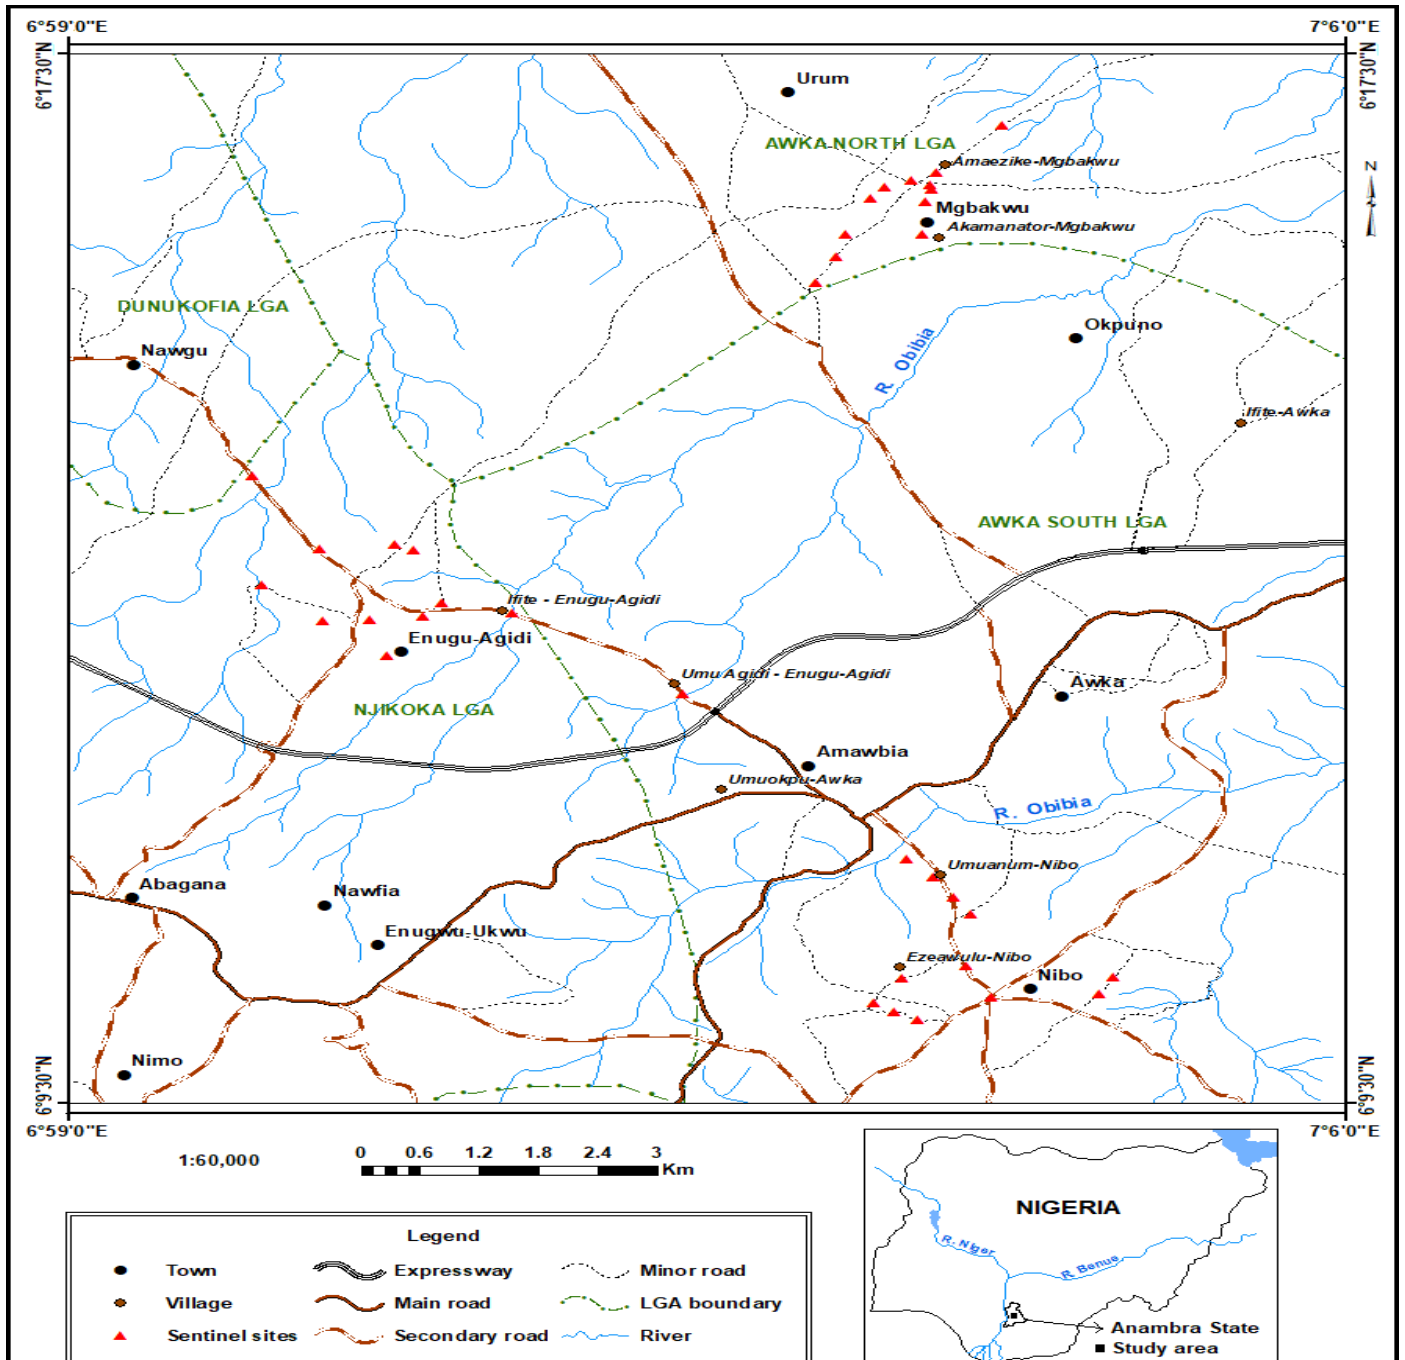 6°59'0"E
7°6'0"E
6°17'30"N
6°17'30"N
Urum
AWKA NORTH LGA
Amaezike-Mgbakwu
N
Mgbakwu
Akamanator-Mgbakwu
DUNUKOFIA LGA
Okpuno
R. Obibia
Nawgu
Ifite-Awka
AWKA SOUTH LGA
Ifite - Enugu-Agidi
Enugu-Agidi
Umu Agidi - Enugu-Agidi
Awka
NJIKOKA LGA
Amawbia
Umuokpu-Awka
R. Obibia
Umuanum-Nibo
Abagana
Nawfia
Enugwu-Ukwu
Ezeawulu-Nibo
Nibo
Nimo
6°9'30"N
6°9'30"N
6°59'0"E
7°6'0"E
1:60,000
0 0.6 1.2 1.8 2.4 3
Km
NIGERIA
R. Niger
R. Benue
Anambra State
Study area
Legend
Town
Expressway
Minor road
Village
Main road
LGA boundary
Sentinel sites
Secondary road
River